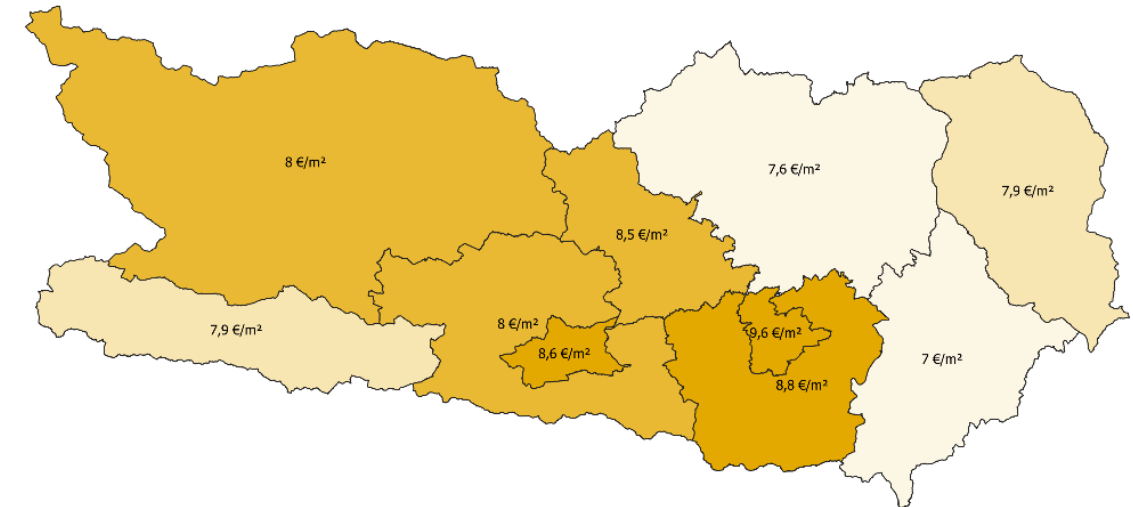 8 €/m²
7,6 €/m²
7,9 €/m²
8,5 €/m²
7,9 €/m²
8 €/m²
8,6 €/m²
9,6 €/m²
7 €/m²
8,8 €/m²